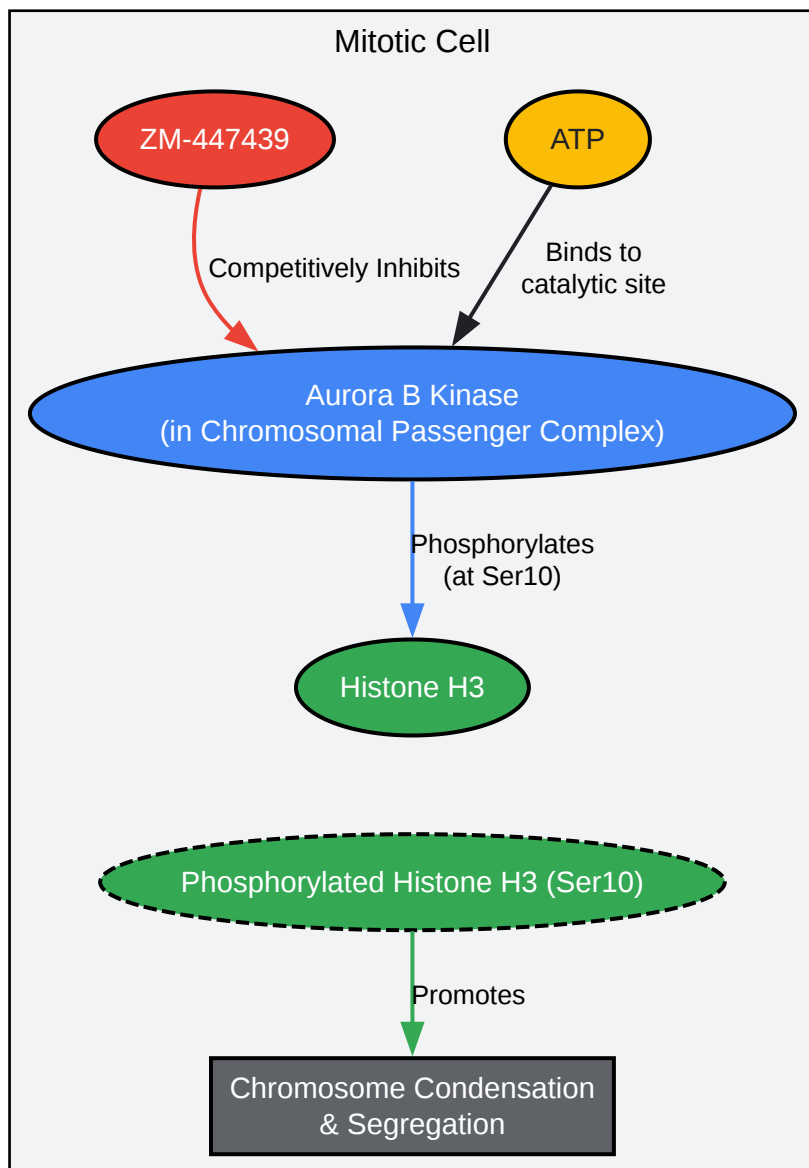 Mitotic Cell
ZM-447439
ATP
Competitively Inhibits
Binds to
catalytic site
Aurora B Kinase
(in Chromosomal Passenger Complex)
Phosphorylates
(at Ser10)
Histone H3
Phosphorylated Histone H3 (Ser10)
Promotes
Chromosome Condensation
& Segregation